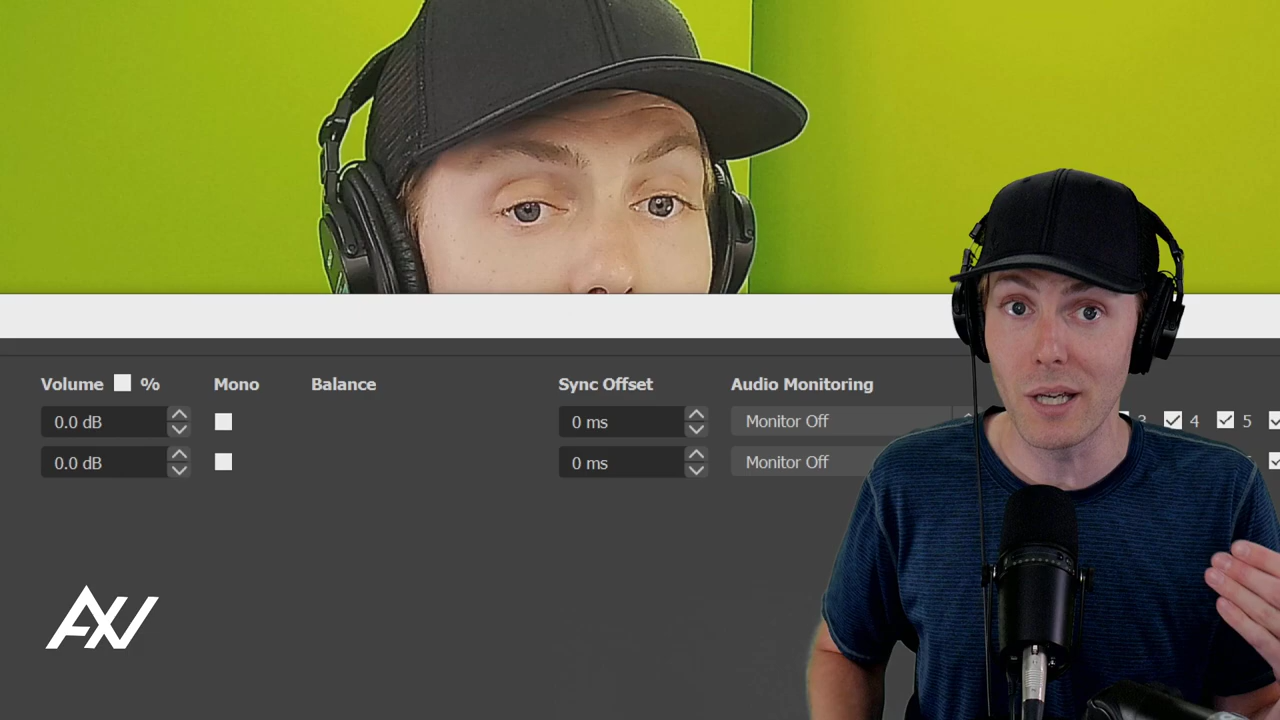 Volume % Mono Balance Sync Offset Audio Monitoring
0.0 dB 0 ms Monitor Off 3 4 5
0.0 dB 0 ms Monitor Off